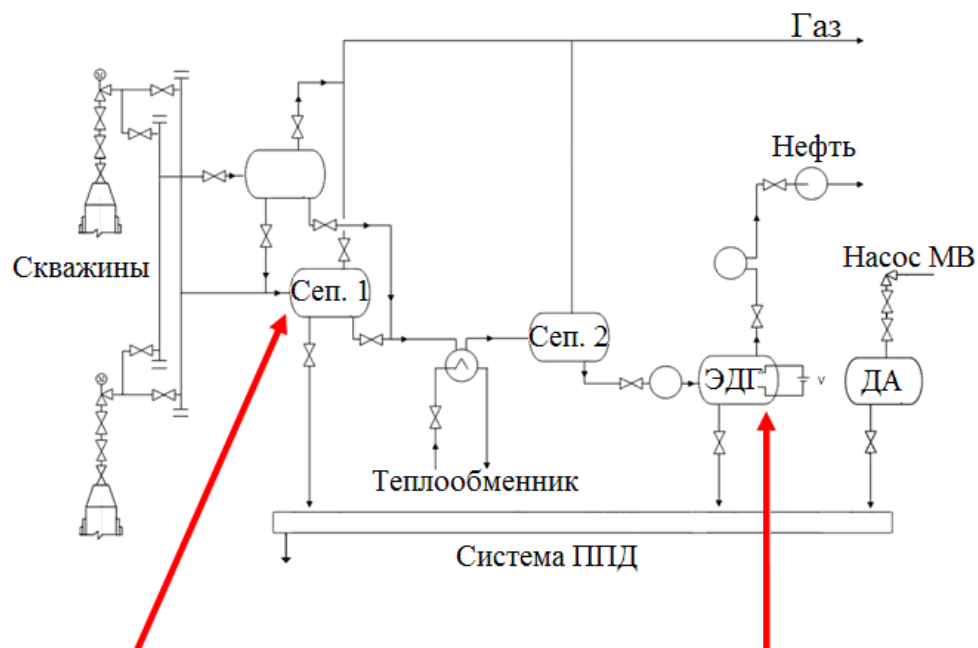 Газ
Нефть
Скважины
Насос МВ
Сеп. 1
Сеп. 2
ЭДГ
v
ДА
Теплообменник
Система ППД